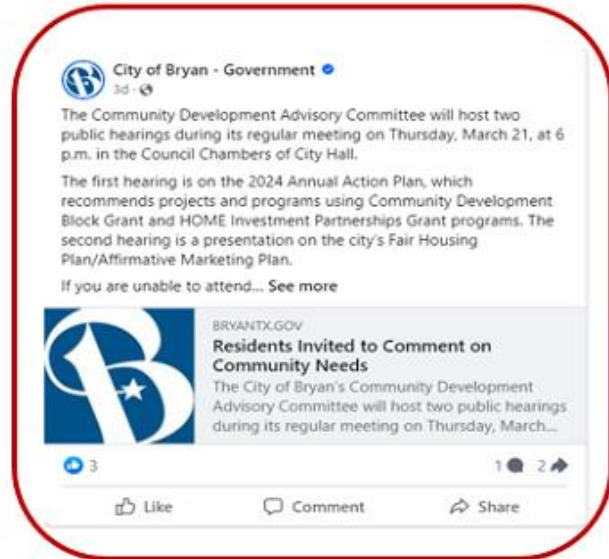 City of Bryan - Government
3d ·
The Community Development Advisory Committee will host two
public hearings during its regular meeting on Thursday, March 21, at 6
p.m. in the Council Chambers of City Hall.
The first hearing is on the 2024 Annual Action Plan, which
recommends projects and programs using Community Development
Block Grant and HOME Investment Partnerships Grant programs. The
second hearing is a presentation on the city's Fair Housing
Plan/Affirmative Marketing Plan.
If you are unable to attend... See more
BRYANTX.GOV
Residents Invited to Comment on
Community Needs
The City of Bryan's Community Development
Advisory Committee will host two public hearings
during its regular meeting on Thursday, March...
3 1 2
Like Comment Share